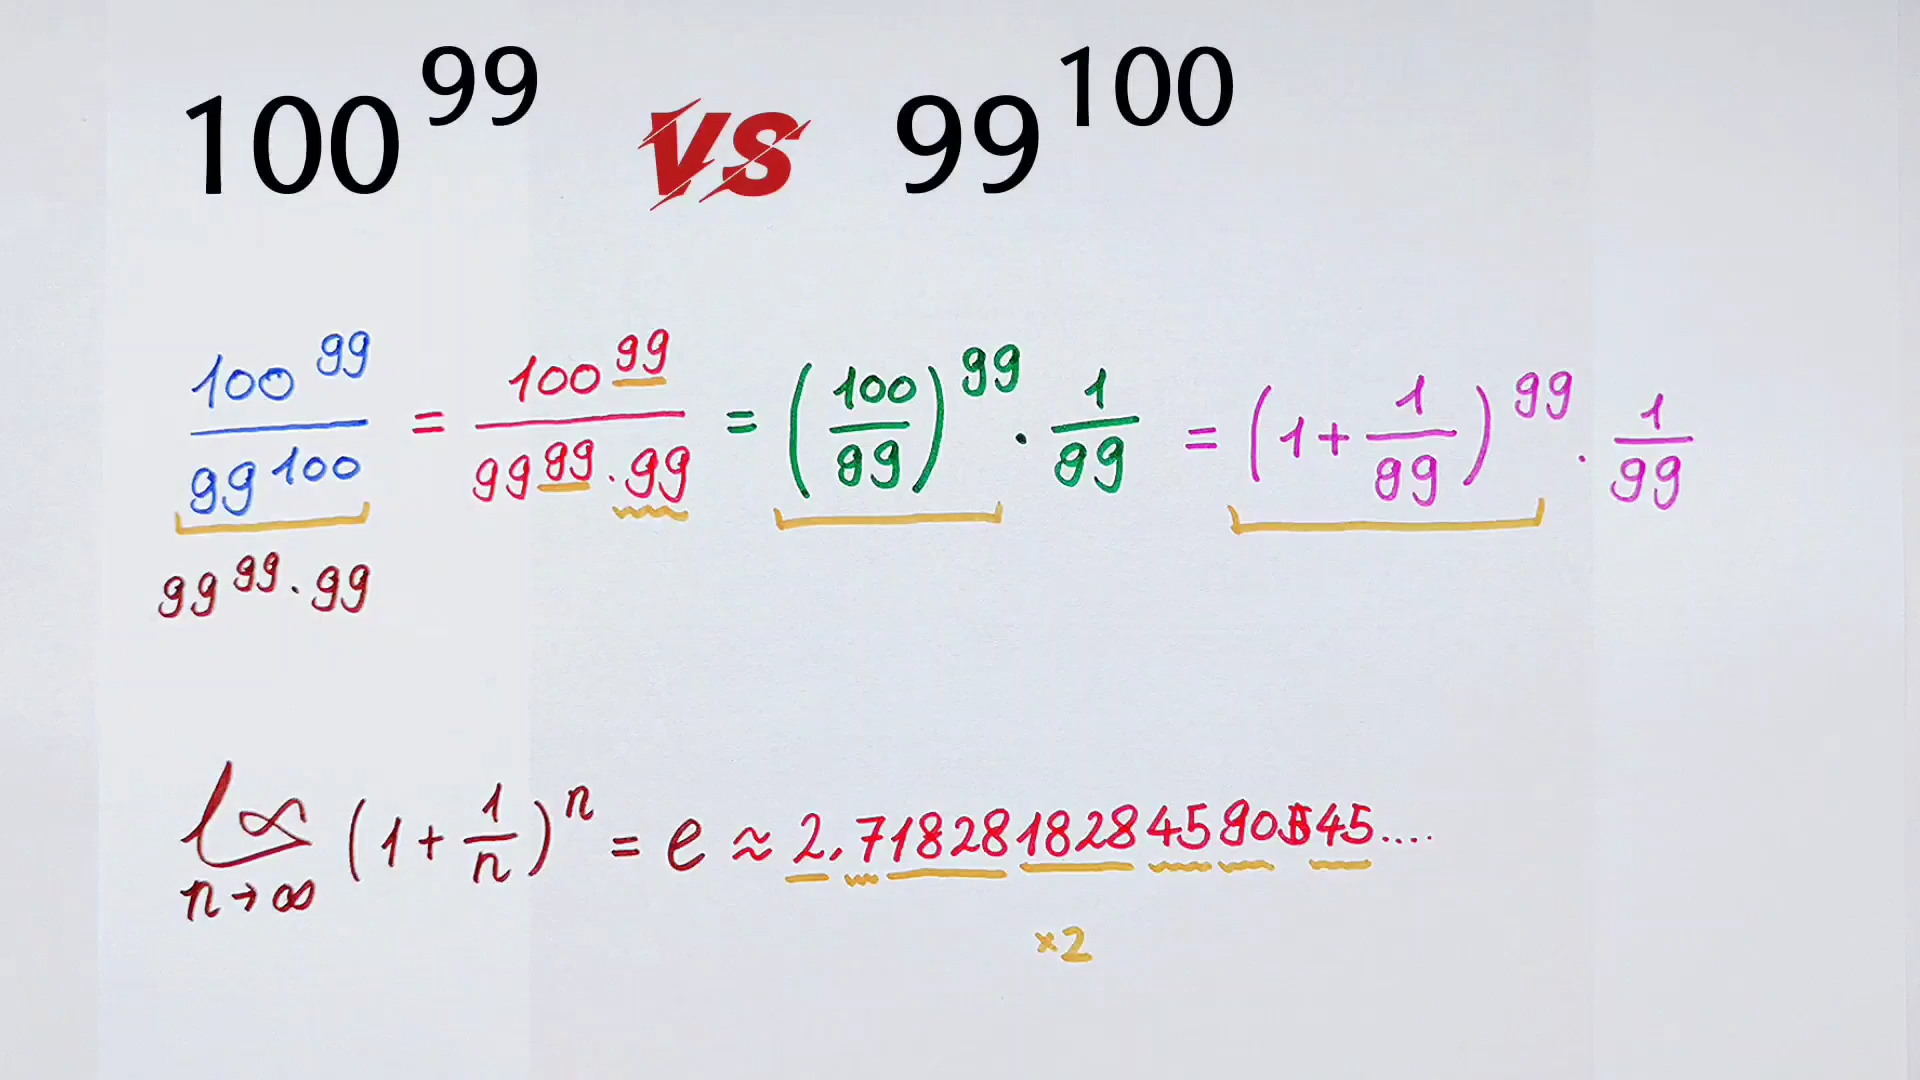 100^99 vs 99^100
100^99/99^100 = 100^99/(99^99 · 99) = (100/99)^99 · 1/99 = (1 + 1/99)^99 · 1/99
99^99 · 99
(1 + 1/n)^n = e ≈ 2.718281828459045....
n→∞
×2